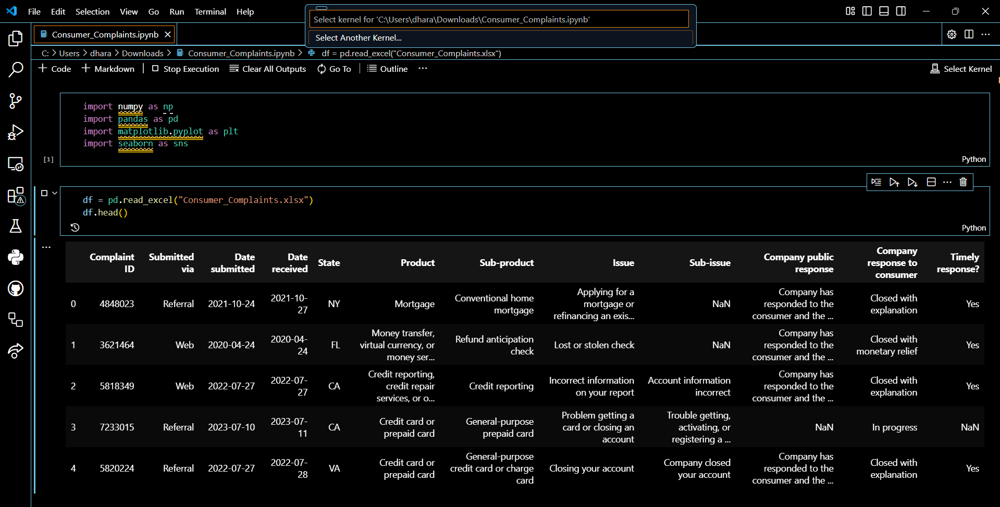 File Edit Selection View Go Run Terminal Help
Select kernel for 'C:\Users\dhara\Downloads\Consumer_Complaints.ipynb'
Select Another Kernel...
Consumer_Complaints.ipynb
C: > Users > dhara > Downloads > Consumer_Complaints.ipynb > df = pd.read_excel("Consumer_Complaints.xlsx")
+ Code + Markdown | Stop Execution Clear All Outputs Go To | Outline ... Select Kernel
import numpy as np
import pandas as pd
import matplotlib.pyplot as plt
import seaborn as sns
[1]
Python
df = pd.read_excel("Consumer_Complaints.xlsx")
df.head()
Python
...
Complaint ID Submitted via Date submitted Date received State Product Sub-product Issue Sub-issue Company public response Company response to consumer Timely response?
0 4848023 Referral 2021-10-24 2021-10-27 NY Mortgage Conventional home mortgage Applying for a mortgage or refinancing an exis... NaN Company has responded to the consumer and the ... Closed with explanation Yes
1 3621464 Web 2020-04-24 2020-04-24 FL Money transfer, virtual currency, or money ser... Refund anticipation check Lost or stolen check NaN Company has responded to the consumer and the ... Closed with monetary relief Yes
2 5818349 Web 2022-07-27 2022-07-27 CA Credit reporting, credit repair services, or o... Credit reporting Incorrect information on your report Account information incorrect Company has responded to the consumer and the ... Closed with explanation Yes
3 7233015 Referral 2023-07-10 2023-07-11 CA Credit card or prepaid card General-purpose prepaid card Problem getting a card or closing an account Trouble getting, activating, or registering a ... NaN In progress NaN
4 5820224 Referral 2022-07-27 2022-07-28 VA Credit card or prepaid card General-purpose credit card or charge card Closing your account Company closed your account Company has responded to the consumer and the ... Closed with explanation Yes